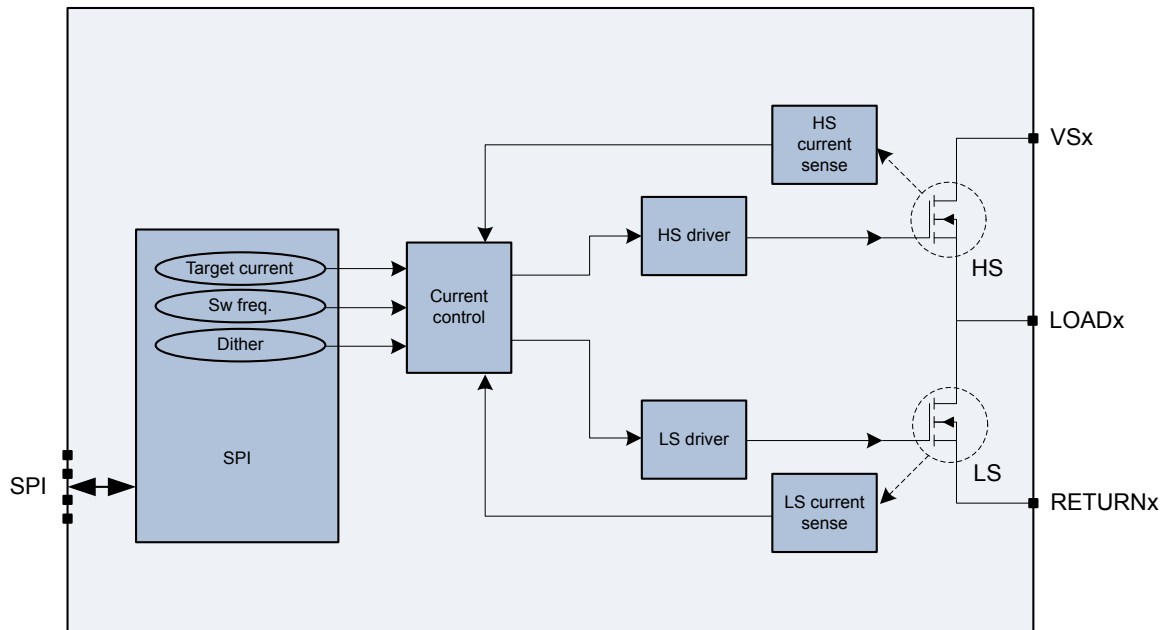 HS
current
sense
VSx
HS driver
HS
Target current
Sw freq.
Dither
Current
control
LOADx
LS driver
SPI
SPI
LS
LS current
sense
RETURNx